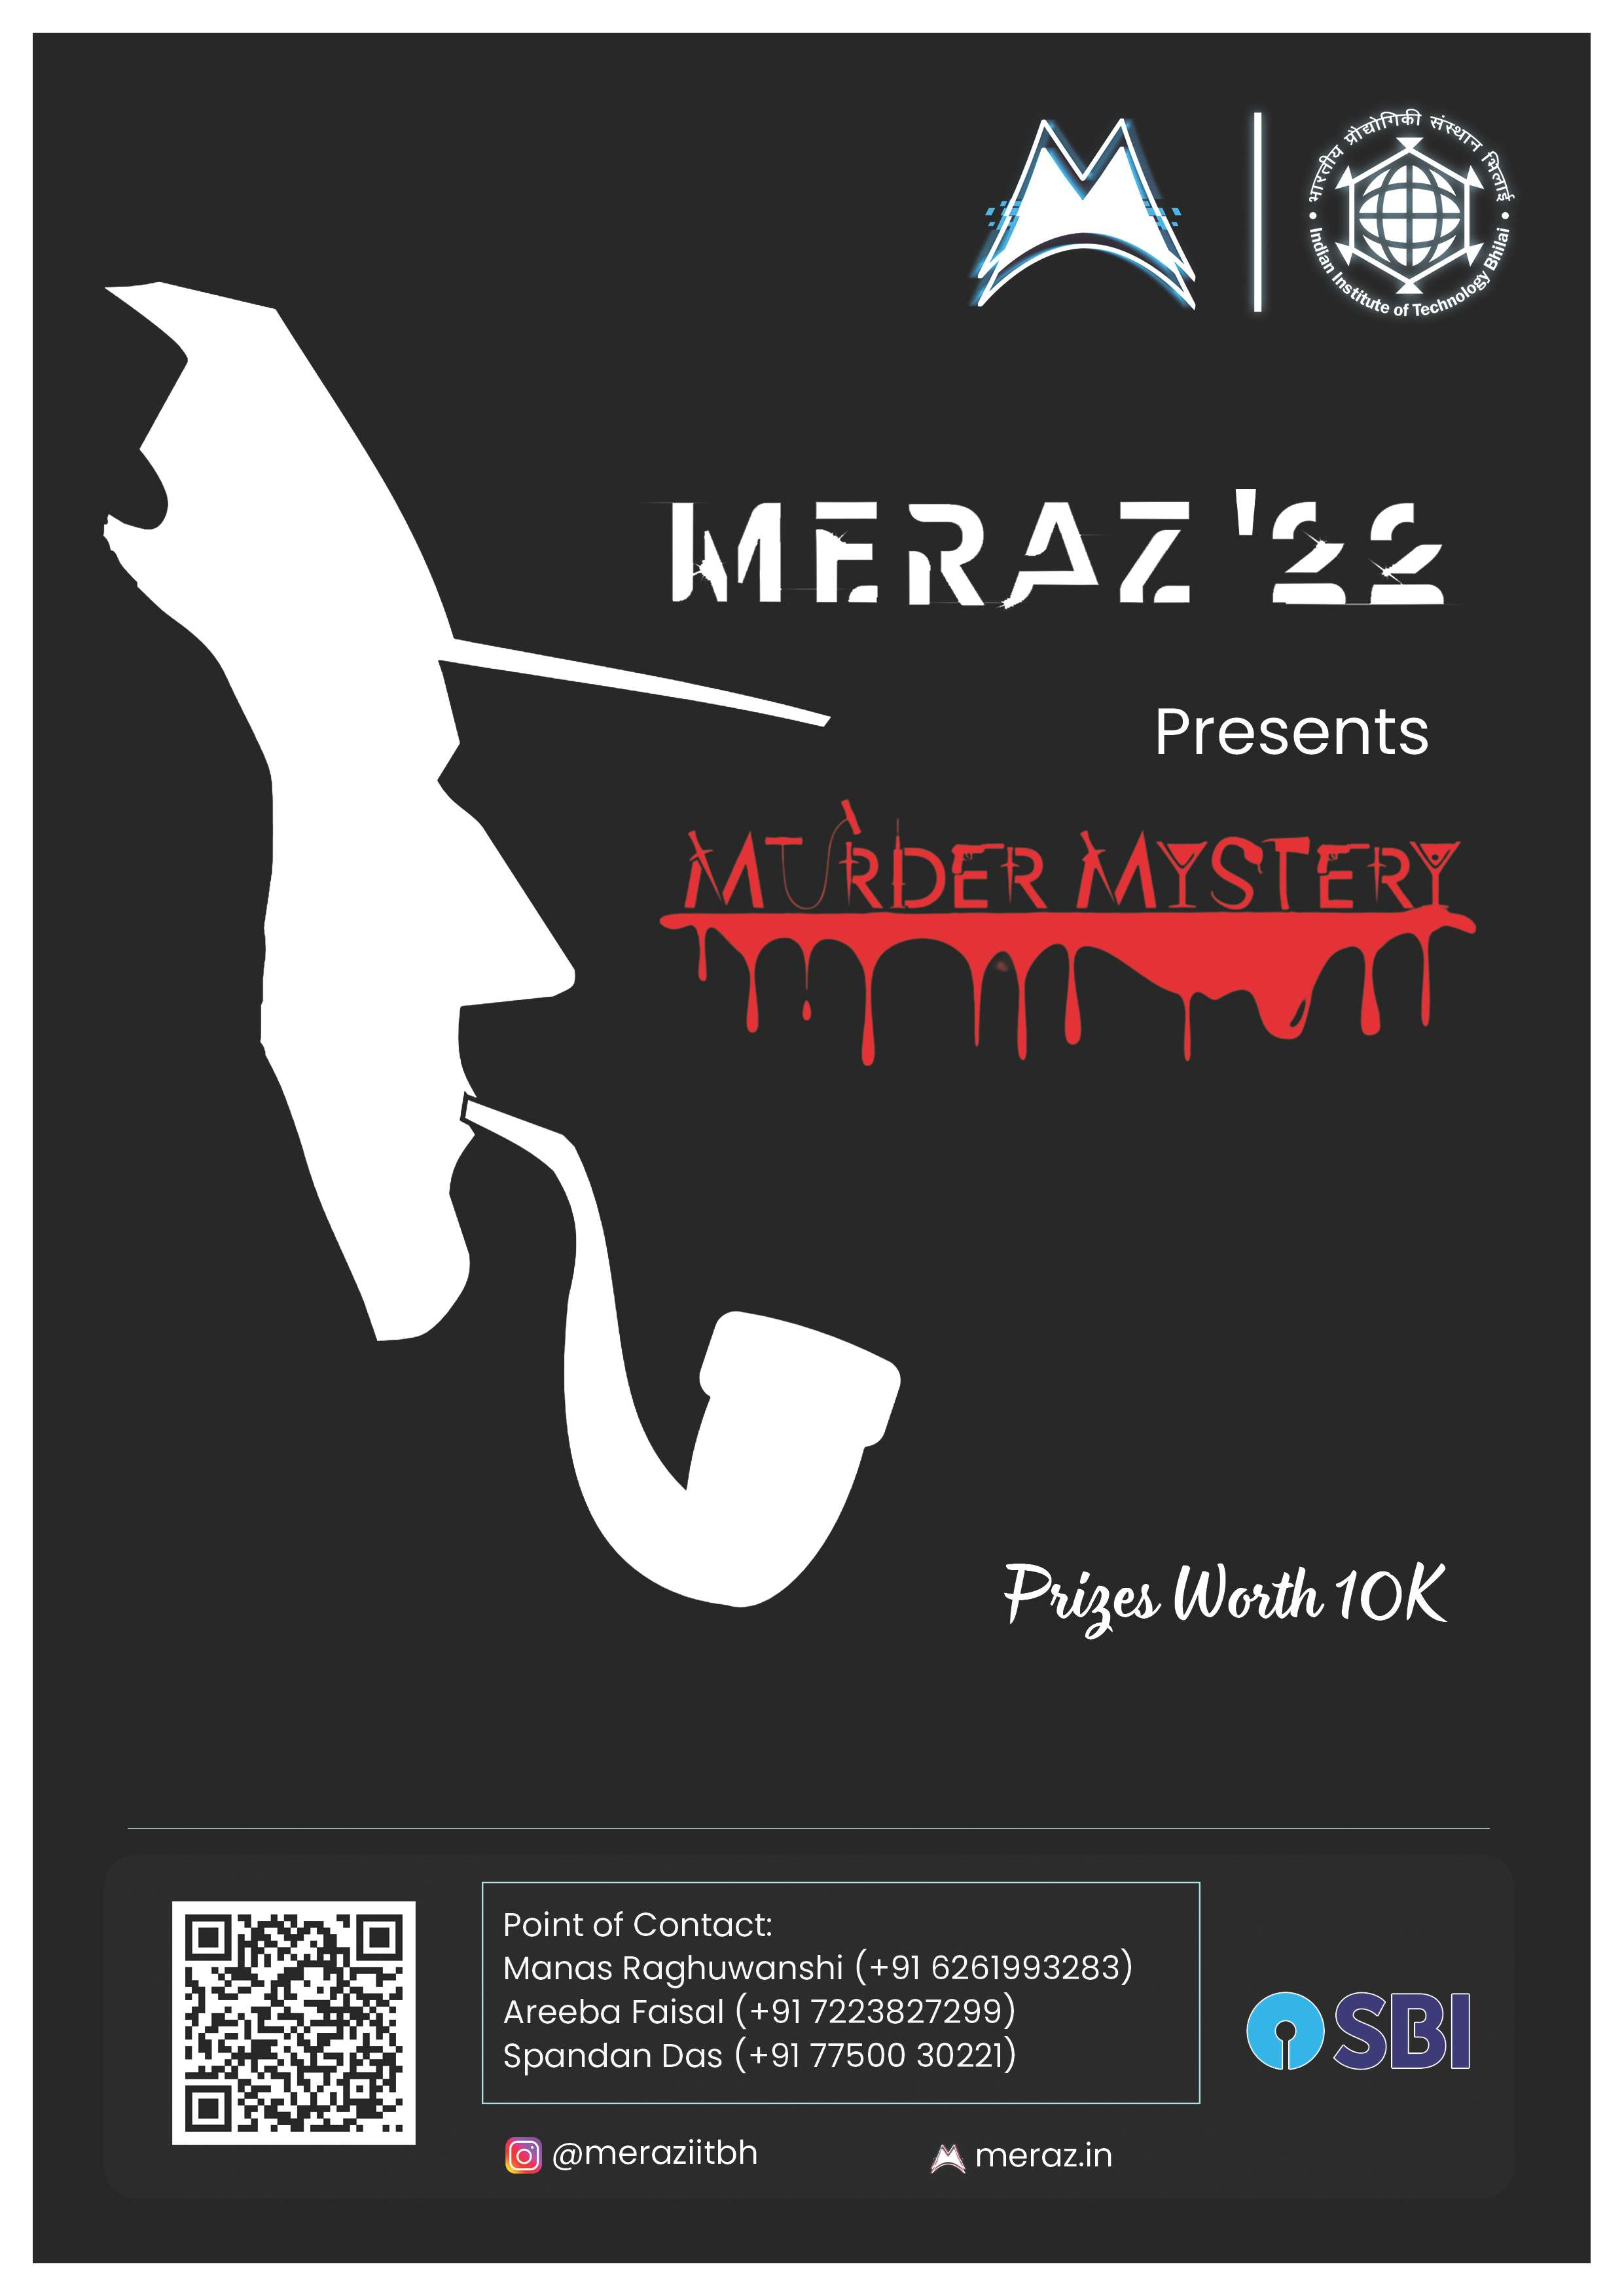 भारतीय प्रौद्योगिकी संस्थान भिलाई
Indian Institute of Technology Bhilai
MERAZ '22
Presents
MURDER MYSTERY
Prizes Worth 10K
Point of Contact:
Manas Raghuwanshi (+91 6261993283)
Areeba Faisal (+91 7223827299)
Spandan Das (+91 77500 30221)
SBI
@meraziitbh
meraz.in